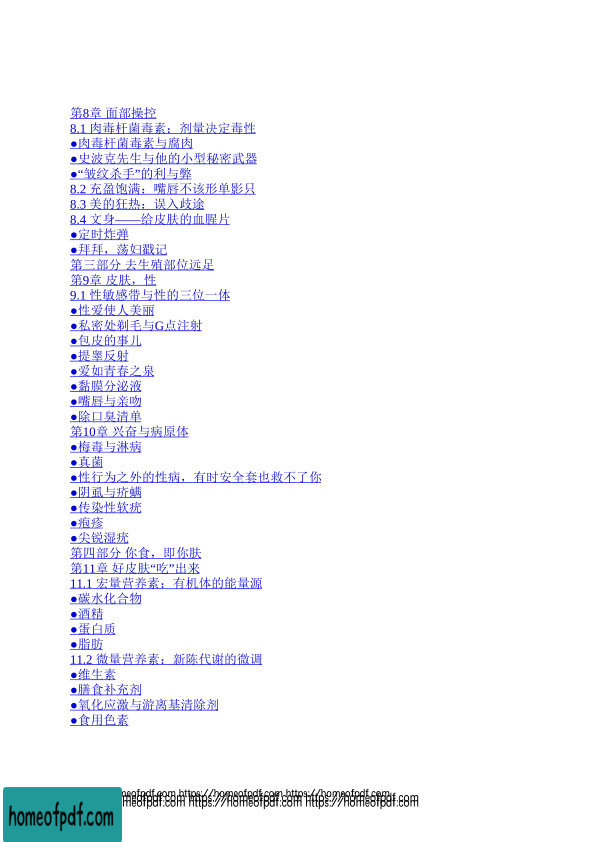 第8章 面部操控
8.1 肉毒杆菌毒素：剂量决定毒性
●肉毒杆菌毒素与腐肉
●史波克先生与他的小型秘密武器
●“皱纹杀手”的利与弊
8.2 充盈饱满：嘴唇不该形单影只
8.3 美的狂热：误入歧途
8.4 文身——给皮肤的血腥片
●定时炸弹
●拜拜，荡妇戳记
第三部分 去生殖部位远足
第9章 皮肤，性
9.1 性敏感带与性的三位一体
●性爱使人美丽
●私密处剃毛与G点注射
●包皮的事儿
●提睾反射
●爱如青春之泉
●黏膜分泌液
●嘴唇与亲吻
●除口臭清单
第10章 兴奋与病原体
●梅毒与淋病
●真菌
●性行为之外的性病，有时安全套也救不了你
●阴虱与疥螨
●传染性软疣
●疱疹
●尖锐湿疣
第四部分 你食，即你肤
第11章 好皮肤“吃”出来
11.1 宏量营养素：有机体的能量源
●碳水化合物
●酒精
●蛋白质
●脂肪
11.2 微量营养素：新陈代谢的微调
●维生素
●膳食补充剂
●氧化应激与游离基清除剂
●食用色素
homeofpdf.com https://homeofpdf.com https://homeofpdf.com
homeofpdf.com https://homeofpdf.com https://homeofpdf.com
homeofpdf.com